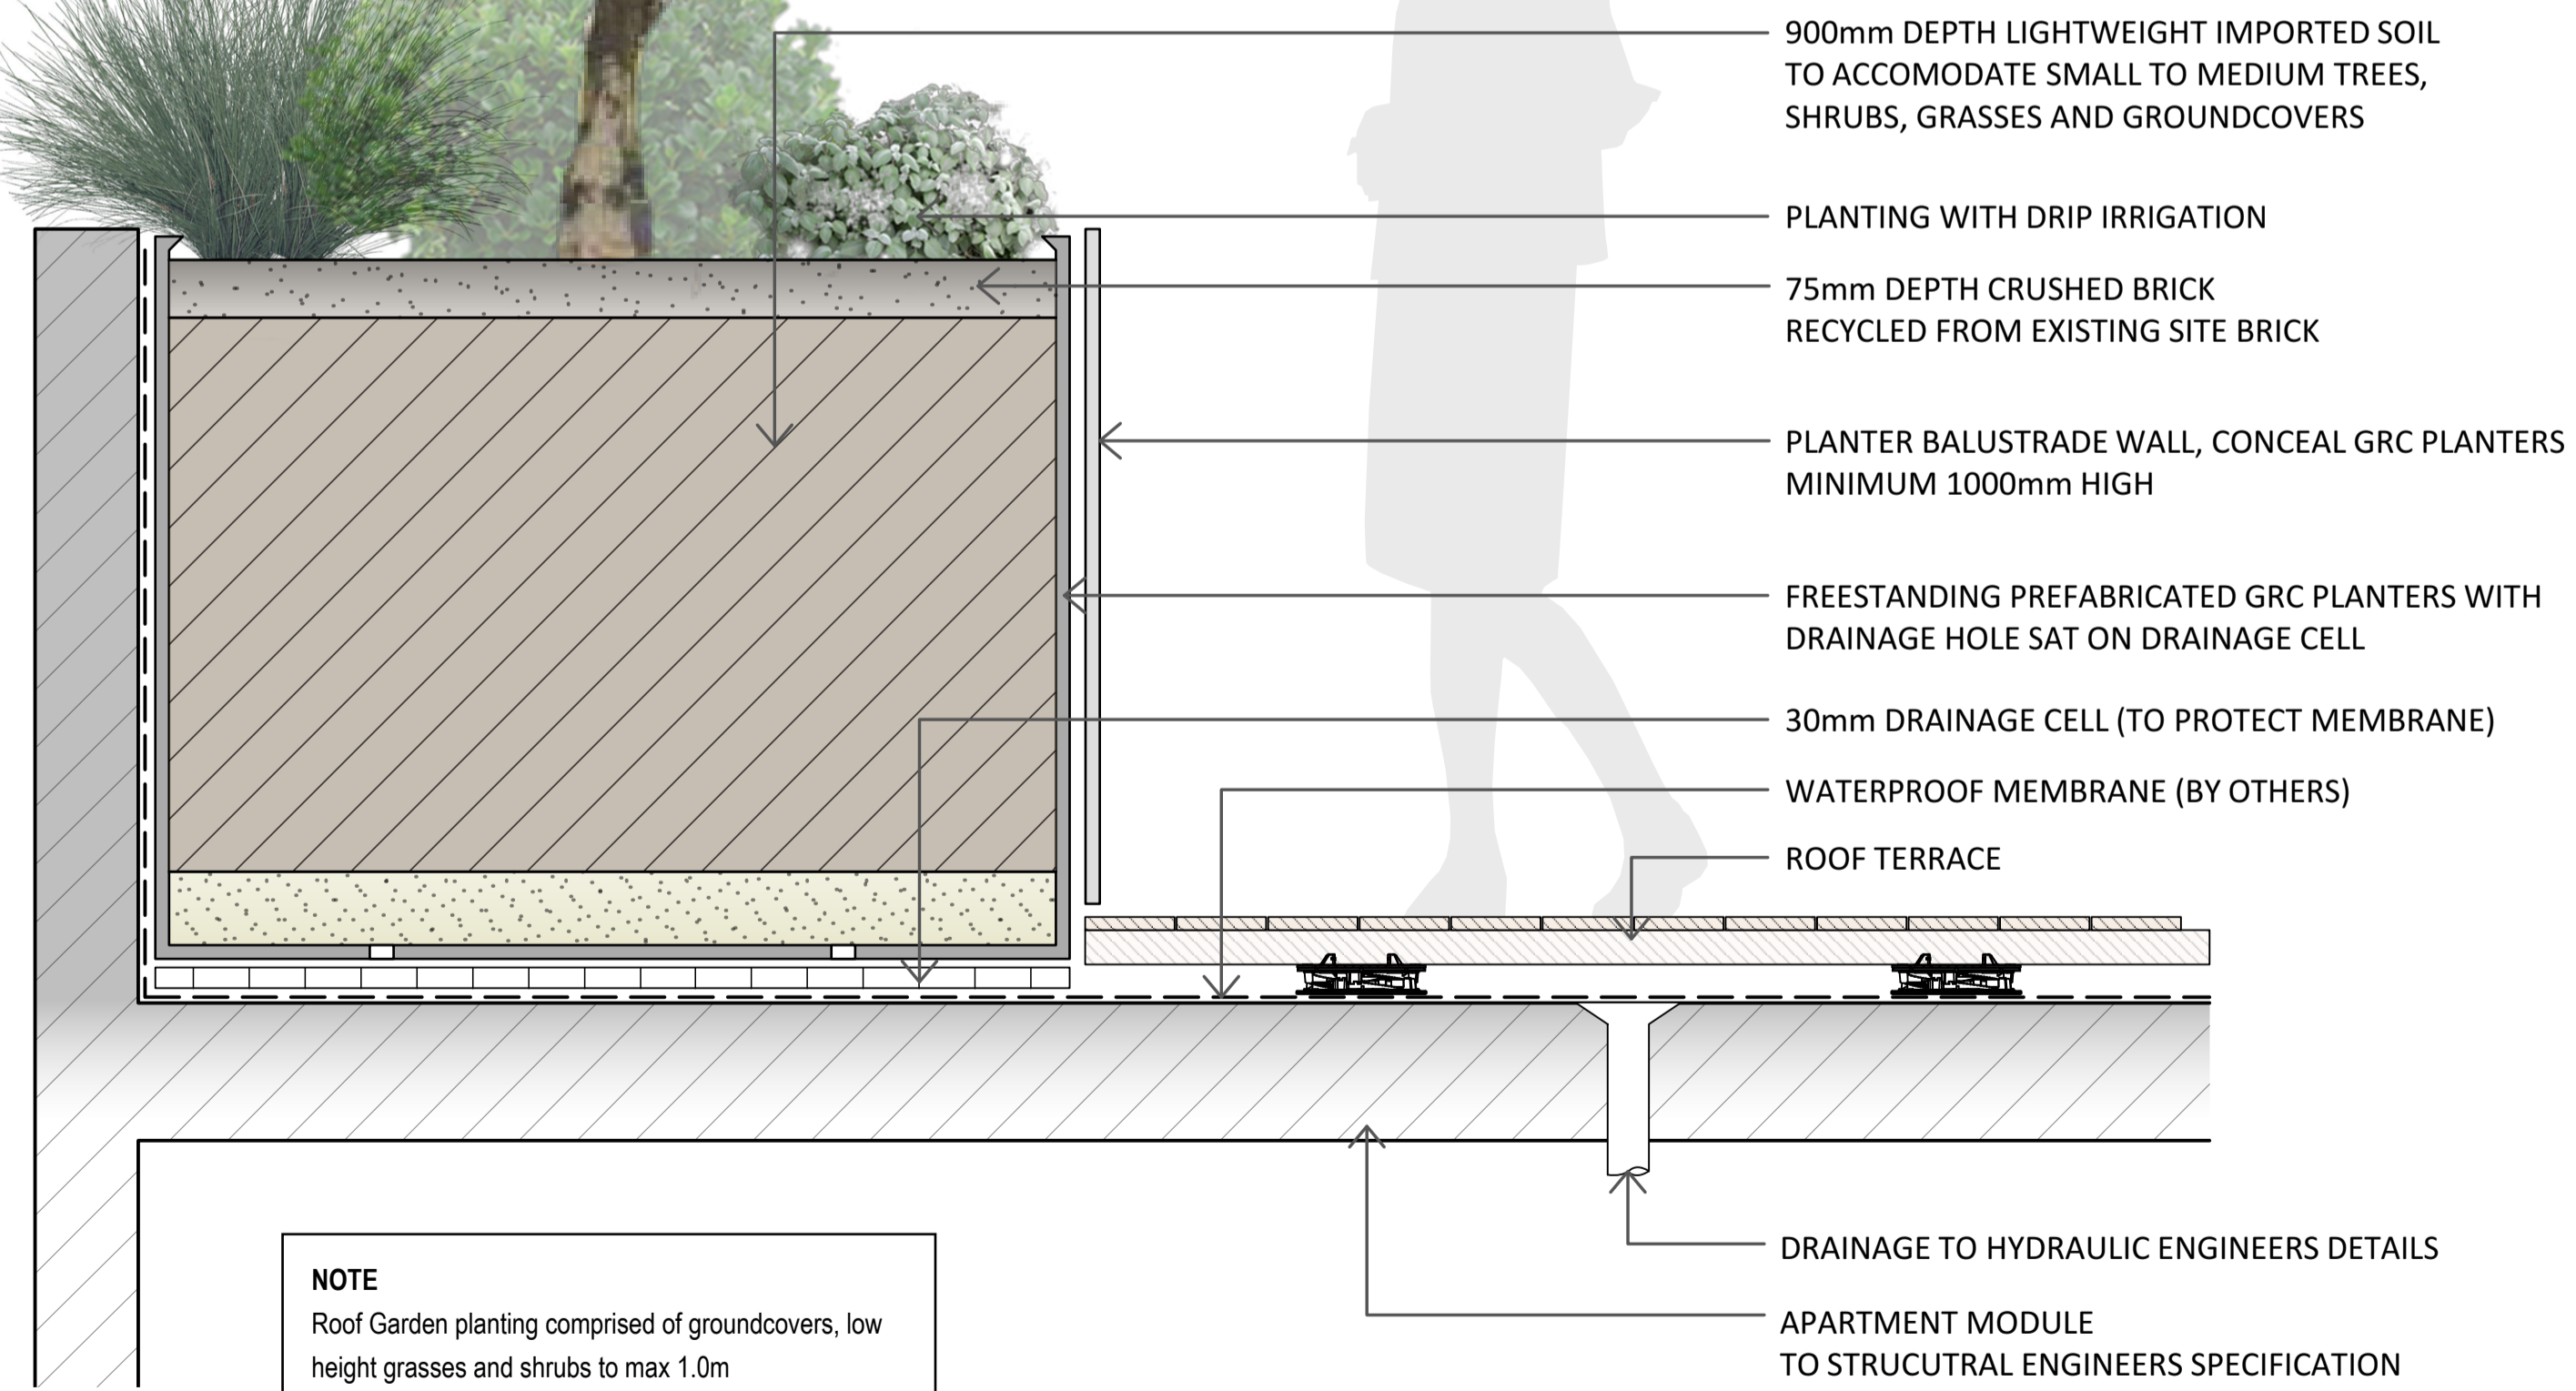 900mm DEPTH LIGHTWEIGHT IMPORTED SOIL
TO ACCOMODATE SMALL TO MEDIUM TREES,
SHRUBS, GRASSES AND GROUNDCOVERS
PLANTING WITH DRIP IRRIGATION
75mm DEPTH CRUSHED BRICK
RECYCLED FROM EXISTING SITE BRICK
PLANTER BALUSTRADE WALL, CONCEAL GRC PLANTERS
MINIMUM 1000mm HIGH
FREESTANDING PREFABRICATED GRC PLANTERS WITH
DRAINAGE HOLE SAT ON DRAINAGE CELL
30mm DRAINAGE CELL (TO PROTECT MEMBRANE)
WATERPROOF MEMBRANE (BY OTHERS)
ROOF TERRACE
DRAINAGE TO HYDRAULIC ENGINEERS DETAILS
APARTMENT MODULE
TO STRUCUTRAL ENGINEERS SPECIFICATION
NOTE
Roof Garden planting comprised of groundcovers, low
height grasses and shrubs to max 1.0m